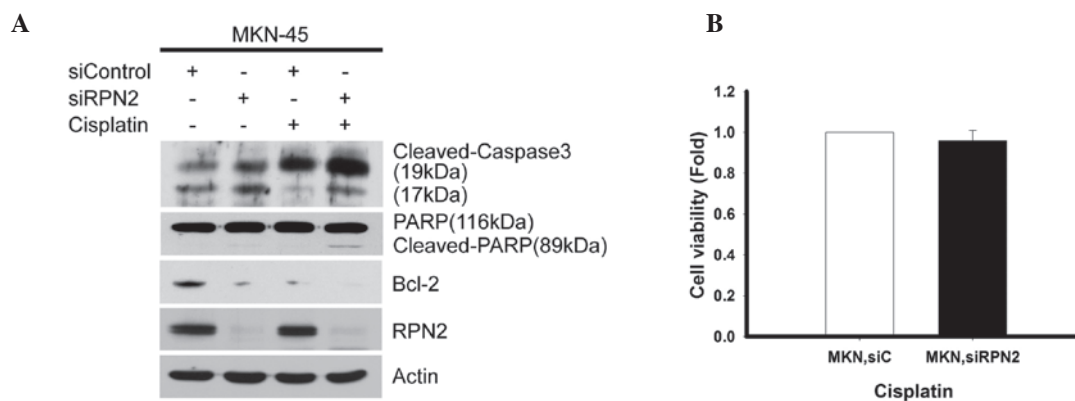 A
MKN-45
siControl + - + -
siRPN2 - + - +
Cisplatin - - + +
Cleaved-Caspase3
(19kDa)
(17kDa)
PARP(116kDa)
Cleaved-PARP(89kDa)
Bcl-2
RPN2
Actin
B
Cell viability (Fold)
1.2
1.0
0.8
0.6
0.4
0.2
0.0
MKN,siC MKN,siRPN2
Cisplatin